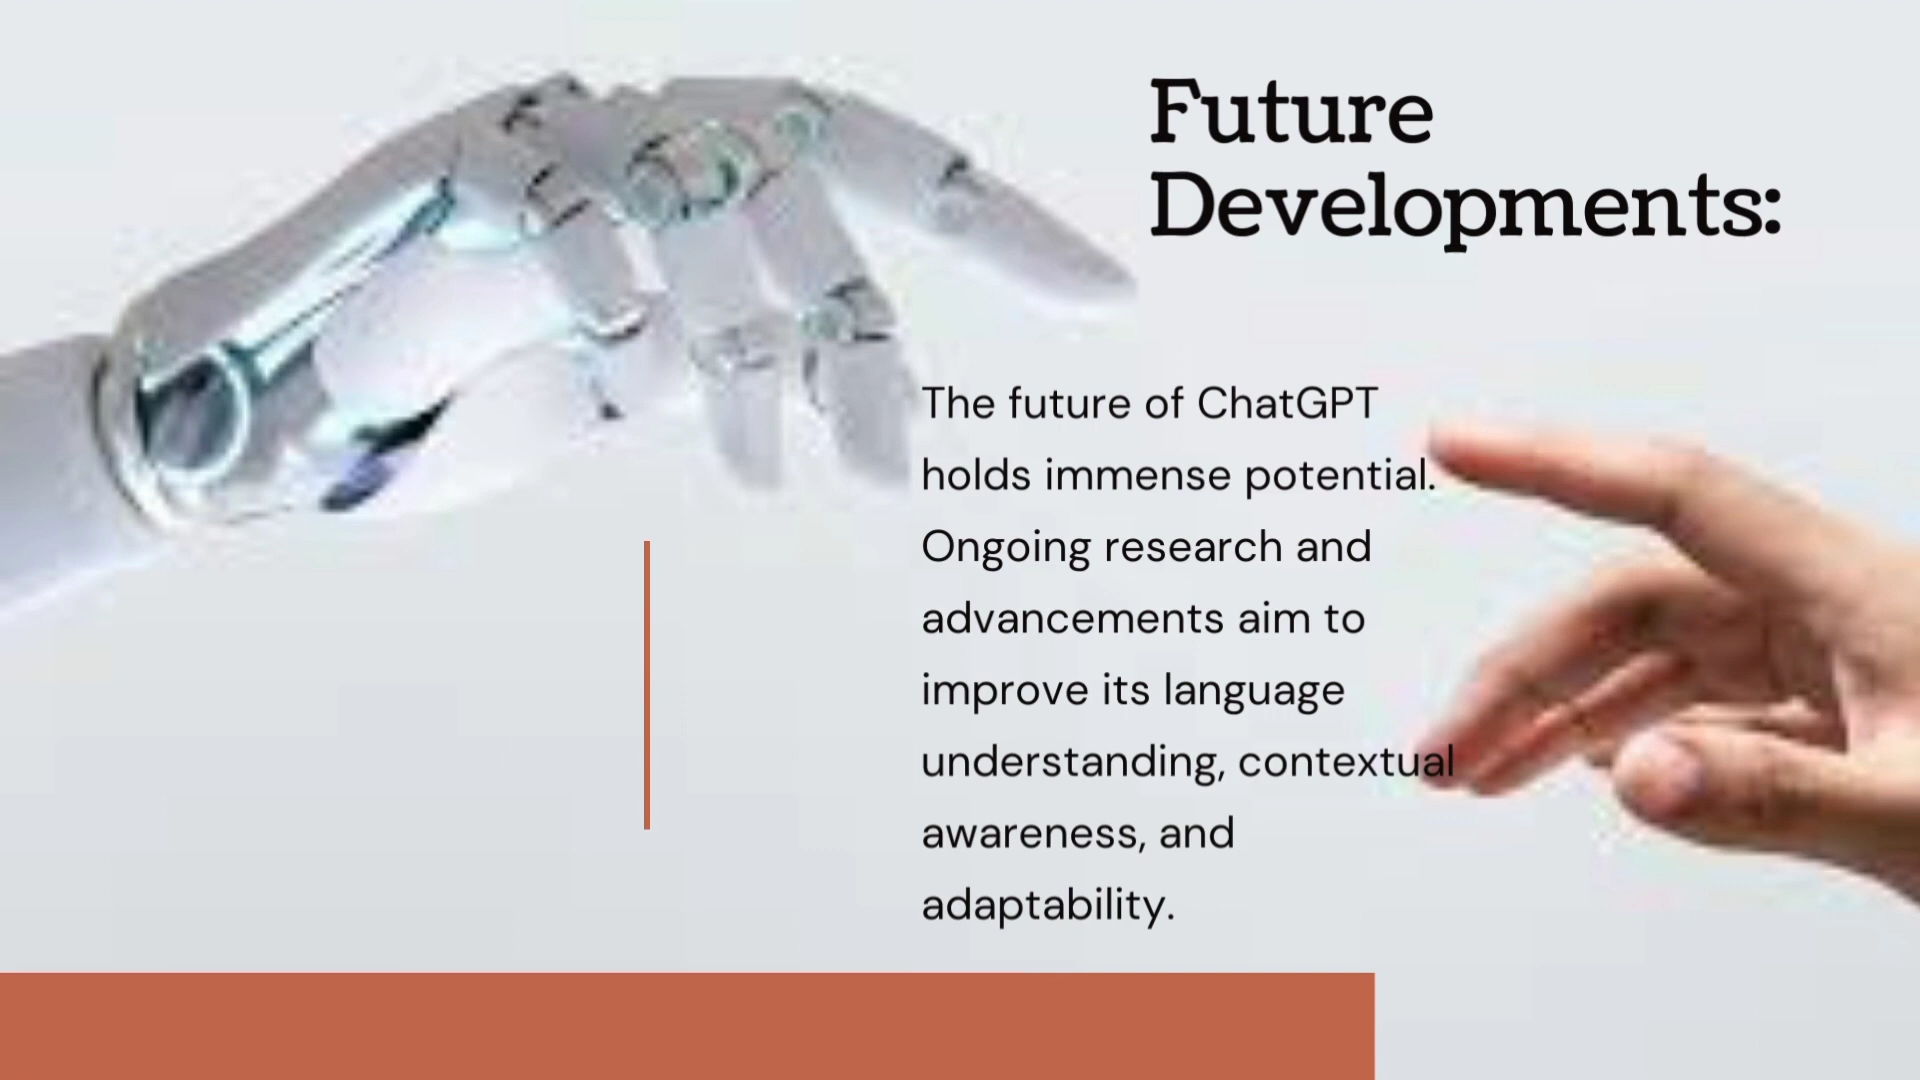 Future
Developments:
The future of ChatGPT
holds immense potential.
Ongoing research and
advancements aim to
improve its language
understanding, contextual
awareness, and
adaptability.